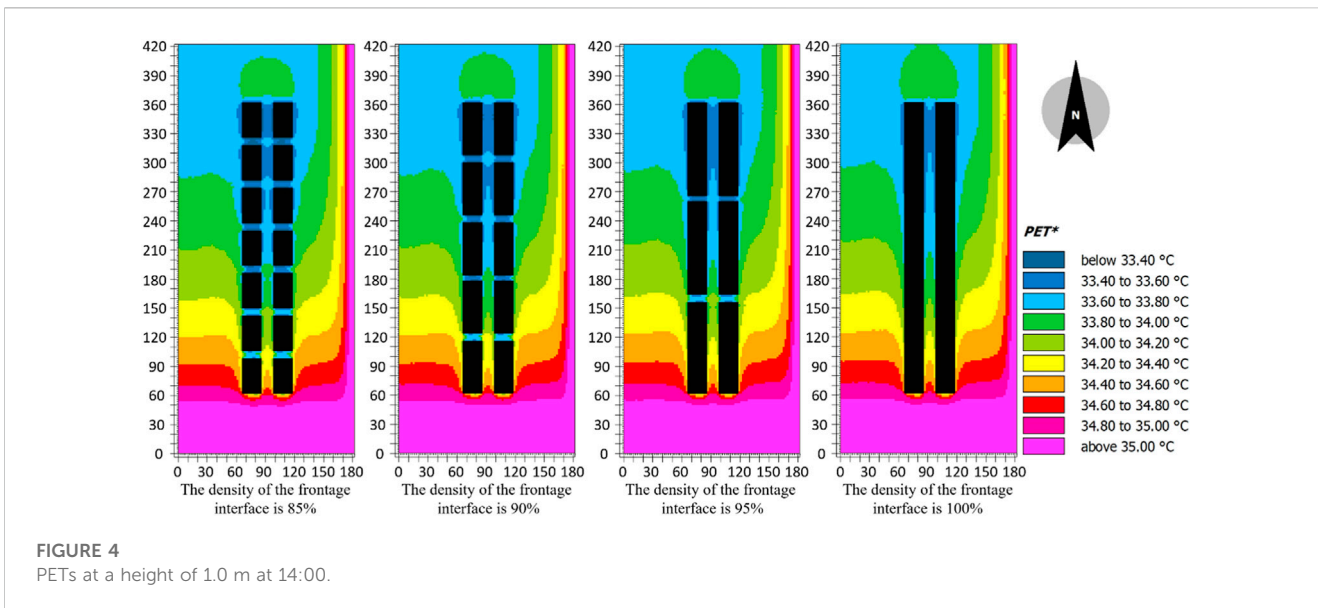 420 420 420 420
390 390 390 390
360 360 360 360
330 330 330 330
N
300 300 300 300
270 270 270 270
240 240 240 240
PET*
210 210 210 210
below 33.40 °C
180 180 180 180
33.40 to 33.60 °C
150 150 150 150
33.60 to 33.80 °C
33.80 to 34.00 °C
120 120 120 120
34.00 to 34.20 °C
90 90 90 90
34.20 to 34.40 °C
60 60 60 60
34.40 to 34.60 °C
34.60 to 34.80 °C
30 30 30 30
34.80 to 35.00 °C
0 0 0 0
above 35.00 °C
0 30 60 90 120 150 180 0 30 60 90 120 150 180 0 30 60 90 120 150 180 0 30 60 90 120 150 180
The density of the frontage
interface is 85%
The density of the frontage
interface is 90%
The density of the frontage
interface is 95%
The density of the frontage
interface is 100%
FIGURE 4
PETs at a height of 1.0 m at 14:00.